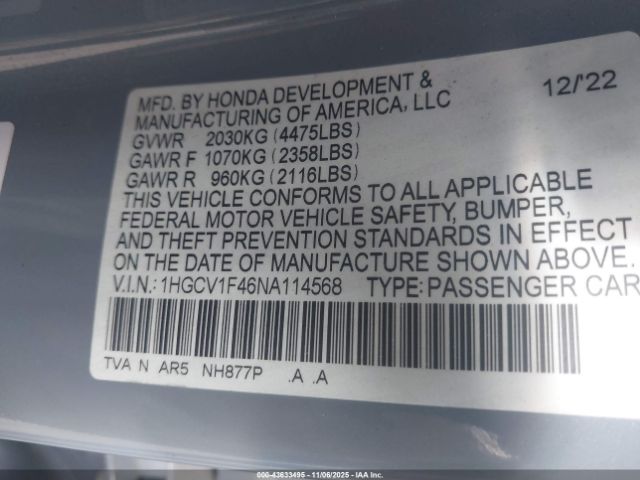 MFD. BY HONDA DEVELOPMENT & 12/'22
MANUFACTURING OF AMERICA, LLC
GVWR 2030KG (4475LBS)
GAWR F 1070KG (2358LBS)
GAWR R 960KG (2116LBS)
THIS VEHICLE CONFORMS TO ALL APPLICABLE
FEDERAL MOTOR VEHICLE SAFETY, BUMPER,
AND THEFT PREVENTION STANDARDS IN EFFECT
ON THE DATE OF MANUFACTURE SHOWN ABOVE.
V.I.N.: 1HGCV1F46NA114568 TYPE: PASSENGER CAR
TVA N AR5 NH877P .A .A
©2025 -43633495 - 11/06/2025 - IAA Inc.